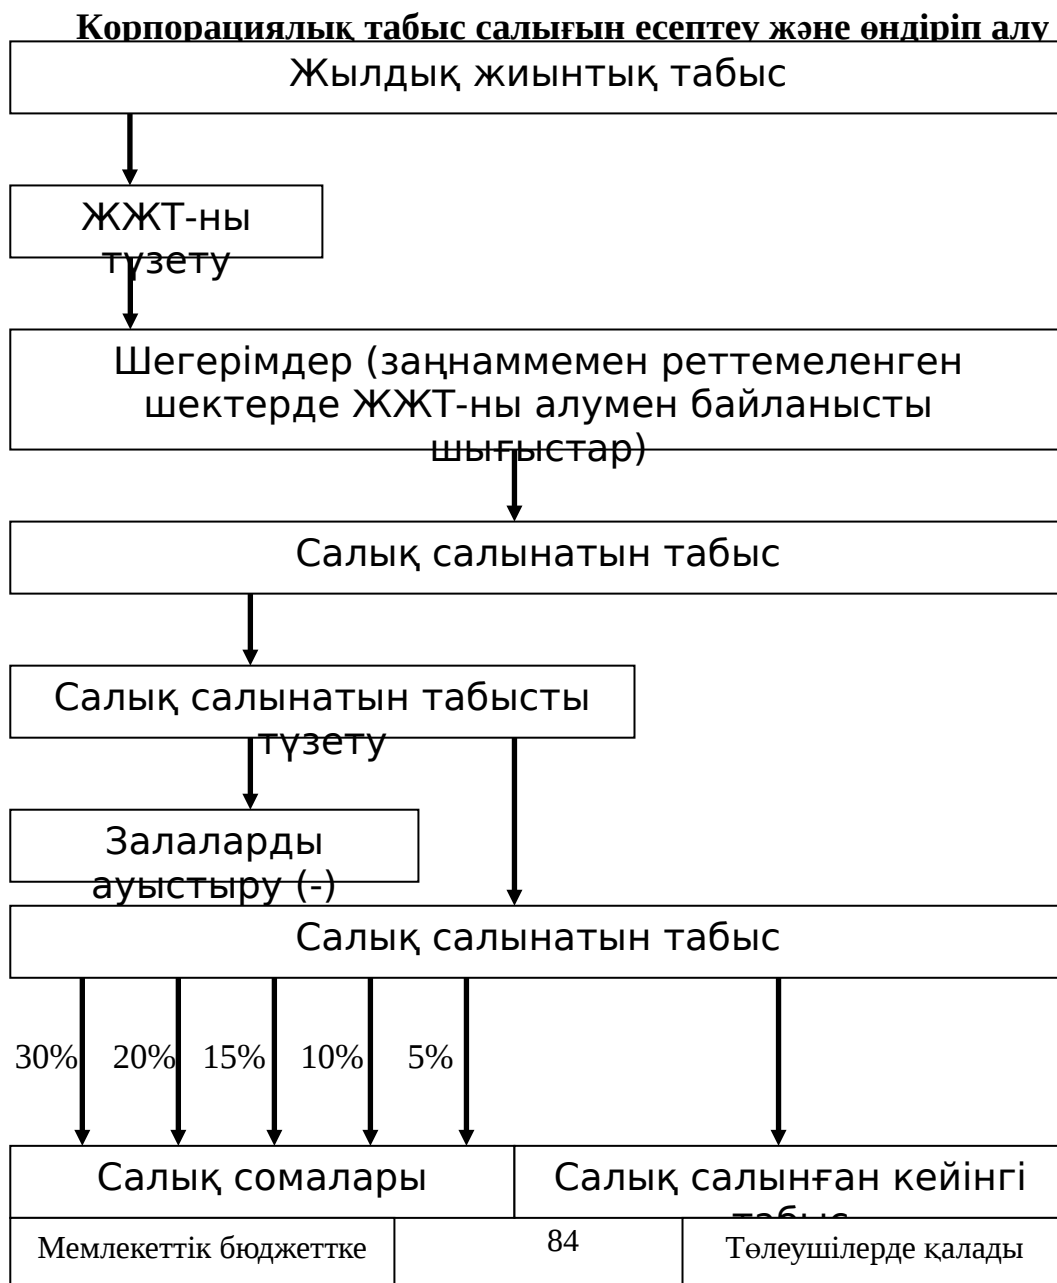 Корпорациялық табыс салығын есептеу және өндіріп алу
Жылдық жиынтық табыс
ЖЖТ-ны
түзету
Шегерімдер (заңнаммемен реттемеленген
шектерде ЖЖТ-ны алумен байланысты
шығыстар)
Салық салынатын табыс
Салық салынатын табысты
түзету
Залаларды
ауыстыру (-)
Салық салынатын табыс
30% 20% 15% 10% 5%
Салық сомалары
Салық салынған кейінгі
табыс
Мемлекеттік бюджеттке
84
Төлеушілерде қалады